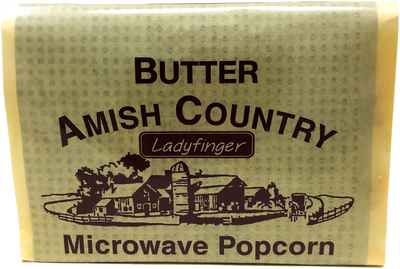 BUTTER
AMISH COUNTRY
Ladyfinger
Microwave Popcorn